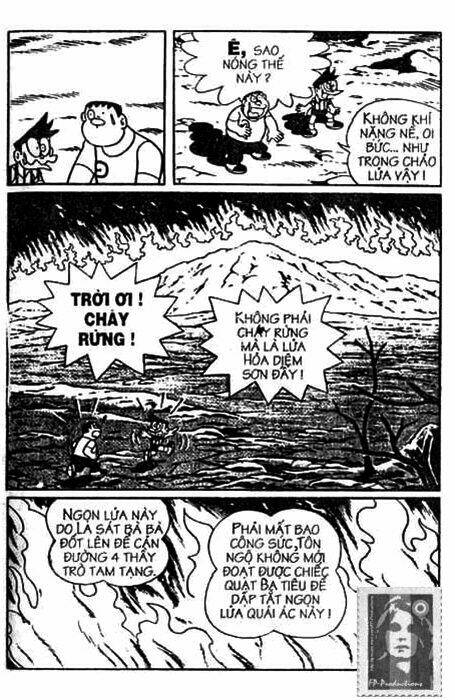 Ê, SAO
NÓNG THẾ
NÀY ?
KHÔNG KHÍ
NẶNG NỀ, OI
BỨC... NHƯ
TRONG CHẢO
LỬA VẬY !
TRỜI ƠI !
CHÁY
RỪNG !
KHÔNG PHẢI
CHÁY RỪNG
MÀ LÀ LỬA
HỎA DIỆM
SƠN ĐẤY !
NGỌN LỬA NÀY
DO LA SÁT BÀ BÀ
ĐỐT LÊN ĐỂ CẢN
ĐƯỜNG 4 THẦY
TRÒ TAM TẠNG.
PHẢI MẤT BAO
CÔNG SỨC, TÔN
NGỘ KHÔNG MỚI
ĐOẠT ĐƯỢC CHIẾC
QUẠT BA TIÊU ĐỂ
DẬP TẮT NGỌN
LỬA QUÁI ÁC NÀY !
FP-Productions